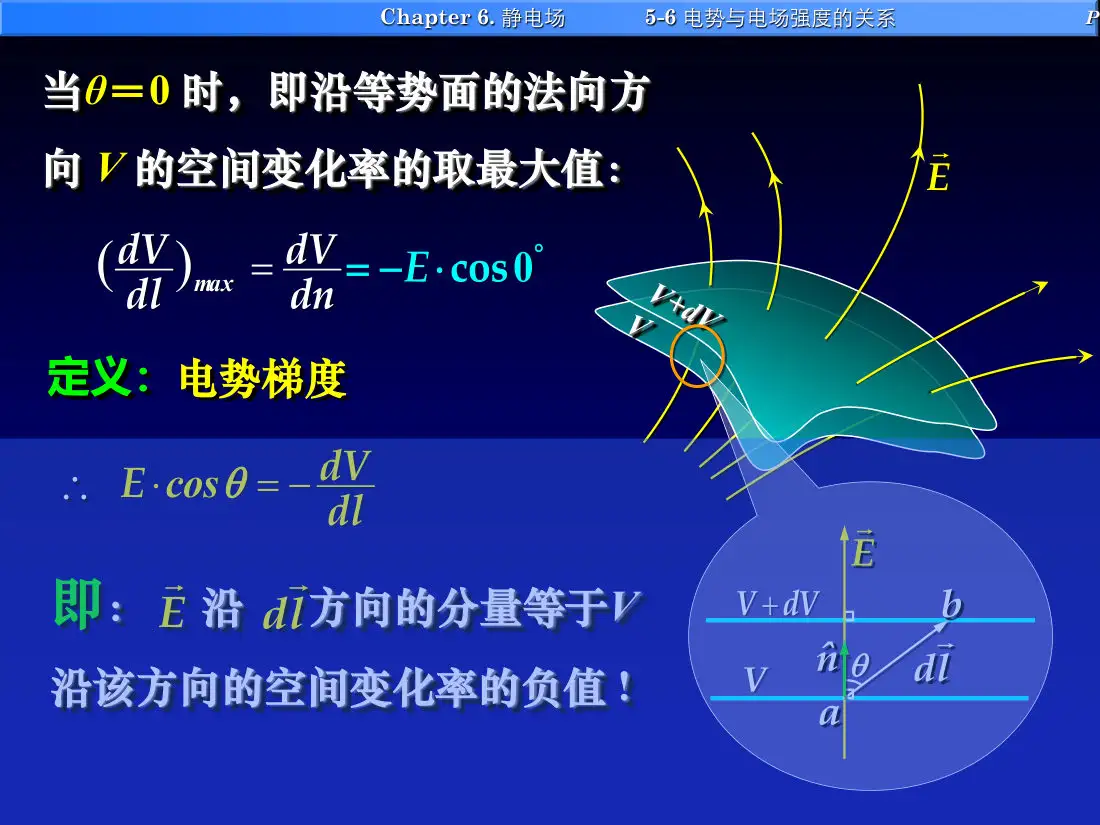 Chapter 6. 静电场 5-6 电势与电场强度的关系 P
当θ=0 时，即沿等势面的法向方
向 V 的空间变化率的取最大值：
(dV/dl)max = dV/dn = −E·cos0°
定义：电势梯度
∴ E·cosθ = − dV/dl
即： E⃗ 沿 dl⃗ 方向的分量等于V
沿该方向的空间变化率的负值！
E⃗
V+dV
V
E⃗
V+dV
b
n̂ θ
dl⃗
V
a